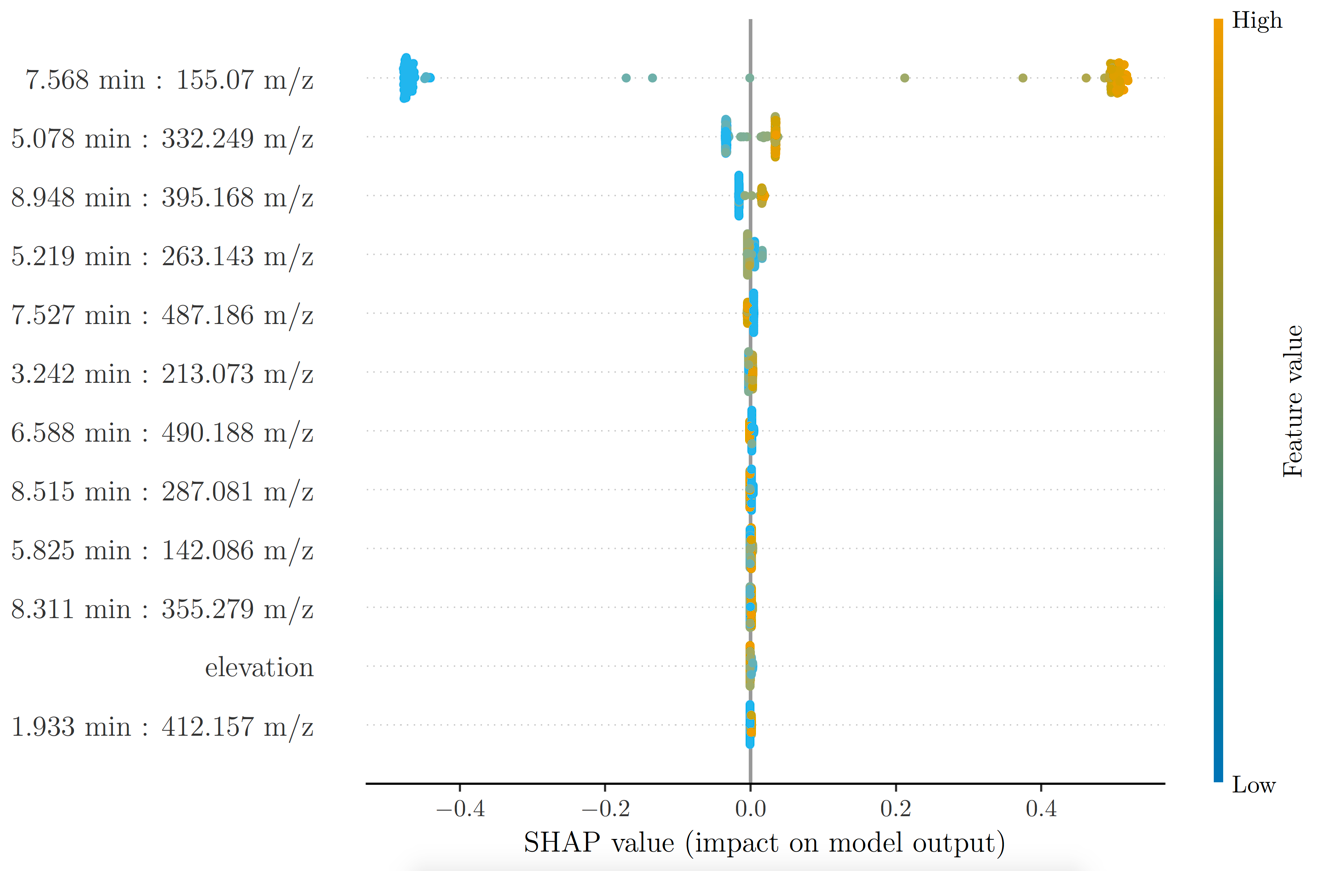 High
7.568 min : 155.07 m/z
5.078 min : 332.249 m/z
8.948 min : 395.168 m/z
5.219 min : 263.143 m/z
7.527 min : 487.186 m/z
3.242 min : 213.073 m/z
6.588 min : 490.188 m/z
8.515 min : 287.081 m/z
5.825 min : 142.086 m/z
8.311 min : 355.279 m/z
elevation
1.933 min : 412.157 m/z
Feature value
Low
−0.4 −0.2 0.0 0.2 0.4
SHAP value (impact on model output)